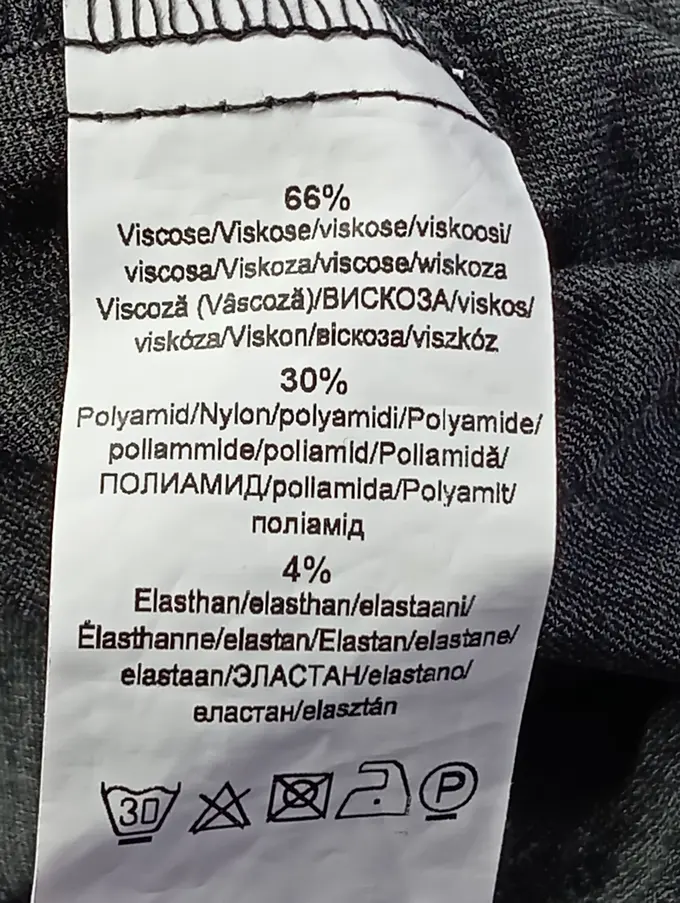 66%
Viscose/Viskose/viskose/viskoosi/
viscosa/Viskoza/viscose/wiskoza
Viscoză (Vâscoză)/ВИСКОЗА/viskos/
viskóza/Viskon/віскоза/viszkóz
30%
Polyamid/Nylon/polyamidi/Polyamide/
poliammide/poliamid/Poliamidă/
ПОЛИАМИД/poliamida/Polyamit/
поліамід
4%
Elasthan/elasthan/elastaani/
Élasthanne/elastan/Elastan/elastane/
elastaan/ЭЛАСТАН/elastano/
еластан/elasztán
30 P